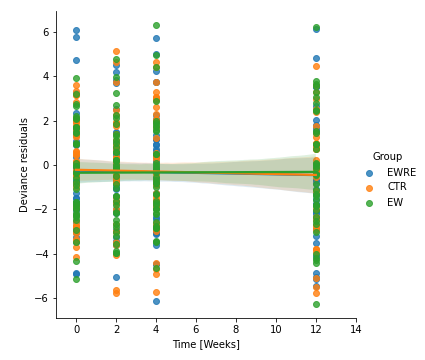 6
4
2
0
−2
−4
−6
Deviance residuals
0 2 4 6 8 10 12 14
Time [Weeks]
Group
EWRE
CTR
EW